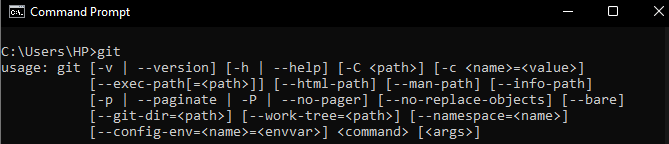 Command Prompt
C:\Users\HP>git
usage: git [-v | --version] [-h | --help] [-C <path>] [-c <name>=<value>]
           [--exec-path[=<path>]] [--html-path] [--man-path] [--info-path]
           [-p | --paginate | -P | --no-pager] [--no-replace-objects] [--bare]
           [--git-dir=<path>] [--work-tree=<path>] [--namespace=<name>]
           [--config-env=<name>=<envvar>] <command> [<args>]